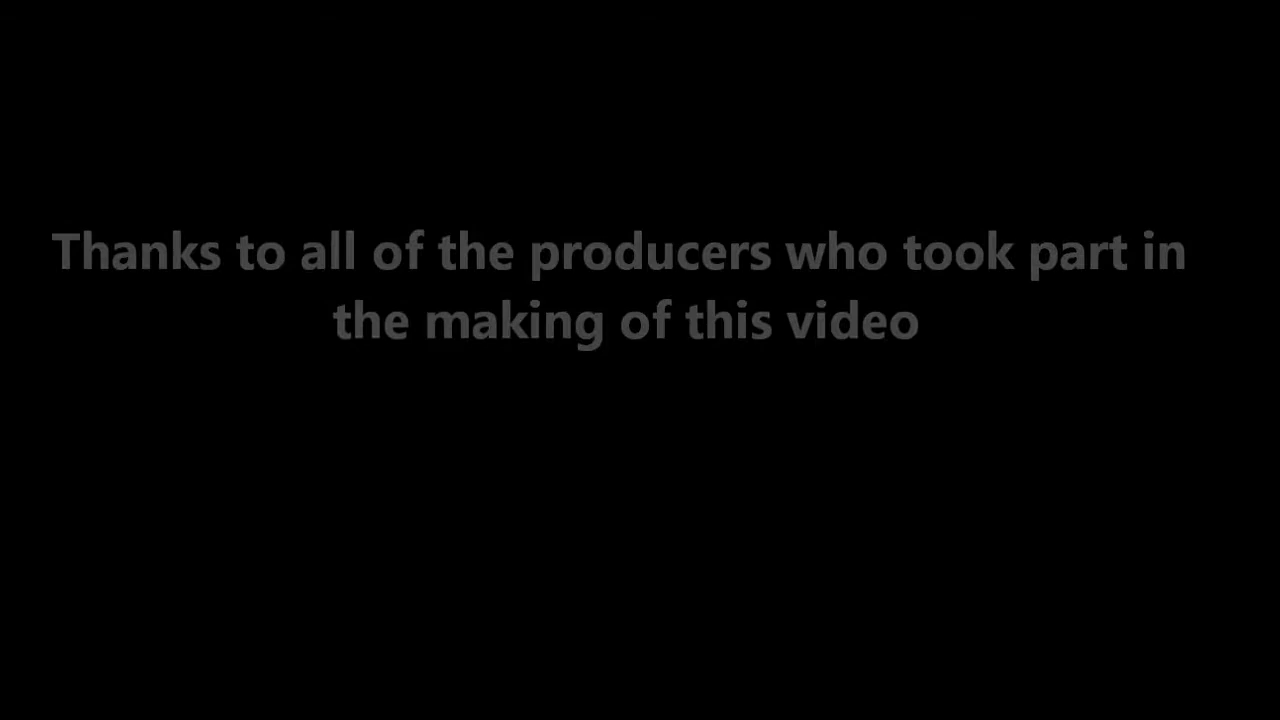 Thanks to all of the producers who took part in
the making of this video